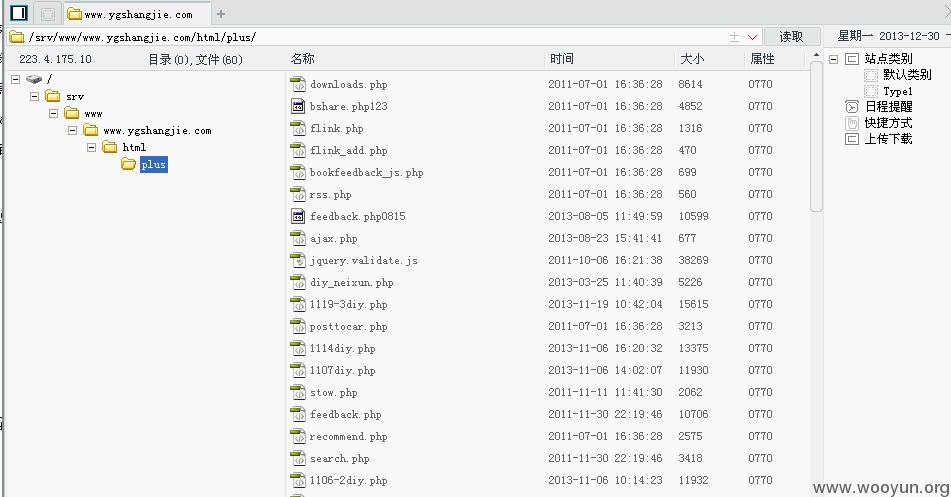 www.ygshangjie.com
/srv/www/www.ygshangjie.com/html/plus/ 读取 星期一 2013-12-30
223.4.175.10 目录(0),文件(60) 名称 时间 大小 属性
/
srv
www
www.ygshangjie.com
html
plus
downloads.php 2011-07-01 16:36:28 8614 0770
bshare.php123 2011-07-01 16:36:28 4852 0770
flink.php 2011-07-01 16:36:28 1316 0770
flink_add.php 2011-07-01 16:36:28 470 0770
bookfeedback_js.php 2011-07-01 16:36:28 699 0770
rss.php 2011-07-01 16:36:28 560 0770
feedback.php0815 2013-08-05 11:49:59 10599 0770
ajax.php 2013-08-23 15:41:41 677 0770
jquery.validate.js 2011-10-06 16:21:38 38269 0770
diy_neixun.php 2013-03-25 11:40:39 5226 0770
1119-3diy.php 2013-11-19 10:42:04 15615 0770
posttocar.php 2011-07-01 16:36:28 3213 0770
1114diy.php 2013-11-06 16:20:32 13375 0770
1107diy.php 2013-11-06 14:02:07 11930 0770
stow.php 2011-11-11 11:41:30 2062 0770
feedback.php 2011-11-30 22:19:46 10706 0770
recommend.php 2011-07-01 16:36:28 2575 0770
search.php 2011-11-30 22:19:46 3418 0770
1106-2diy.php 2013-11-06 10:14:23 11932 0770
站点类别
默认类别
Type1
日程提醒
快捷方式
上传下载
www.wooyun.org